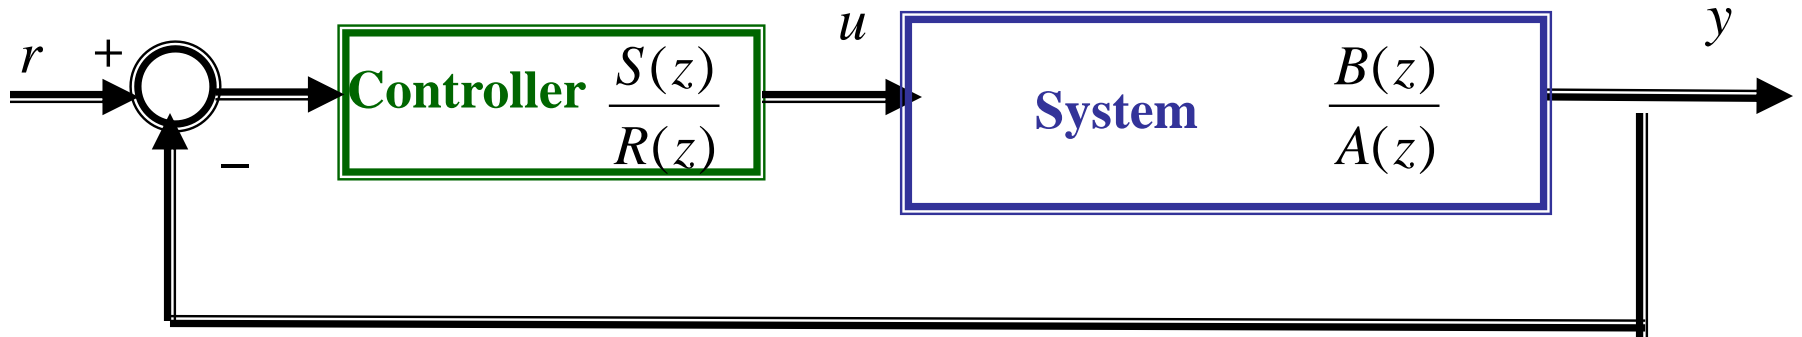 r + u y
Controller S(z) / R(z)
System B(z) / A(z)
−